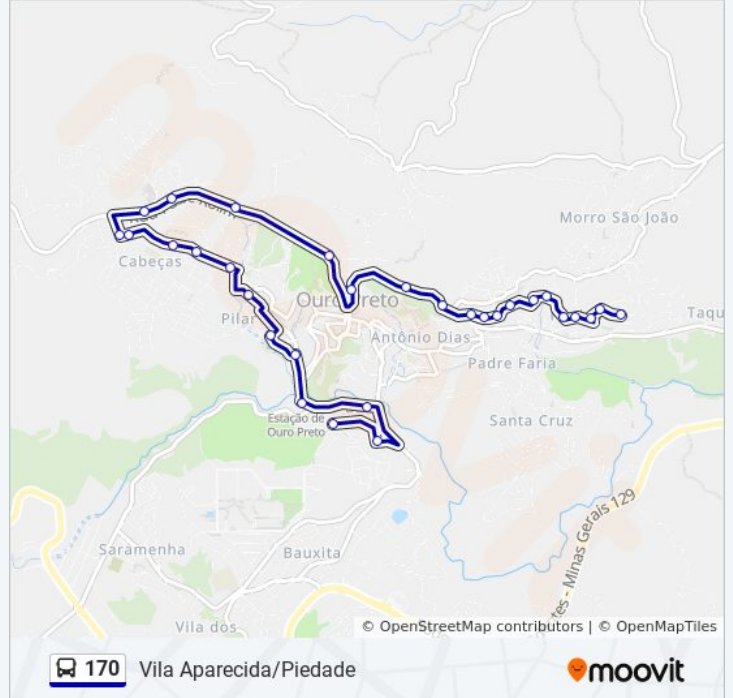 Morro São João
Cabeças
Ouro Preto
Pilar
Taqu
Antônio Dias
Padre Faria
Estação de
Ouro Preto
Santa Cruz
Minas Gerais 129
Saramenha
Bauxita
Vila dos
© OpenStreetMap contributors | © OpenMapTiles
170 Vila Aparecida/Piedade
moovit